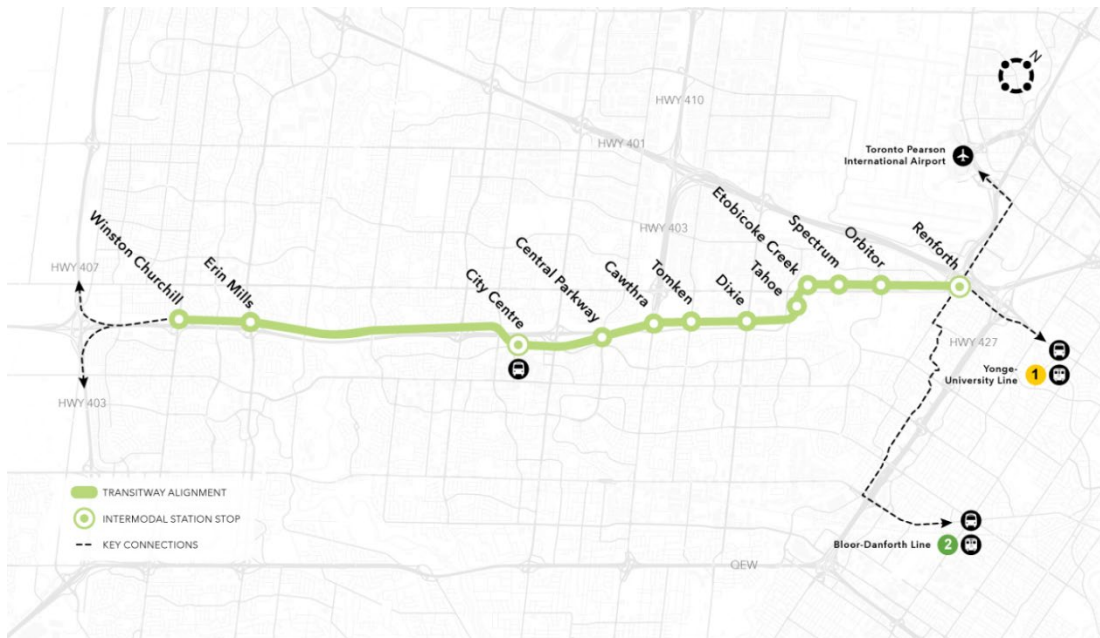 N
HWY 410
HWY 401
Toronto Pearson
International Airport
HWY 403
HWY 407
Winston Churchill
Erin Mills
City Centre
Central Parkway
Cawthra
Tomken
Dixie
Tahoe
Etobicoke Creek
Spectrum
Orbitor
Renforth
HWY 427
Yonge-
University Line
1
HWY 403
TRANSITWAY ALIGNMENT
INTERMODAL STATION STOP
KEY CONNECTIONS
Bloor-Danforth Line
2
QEW